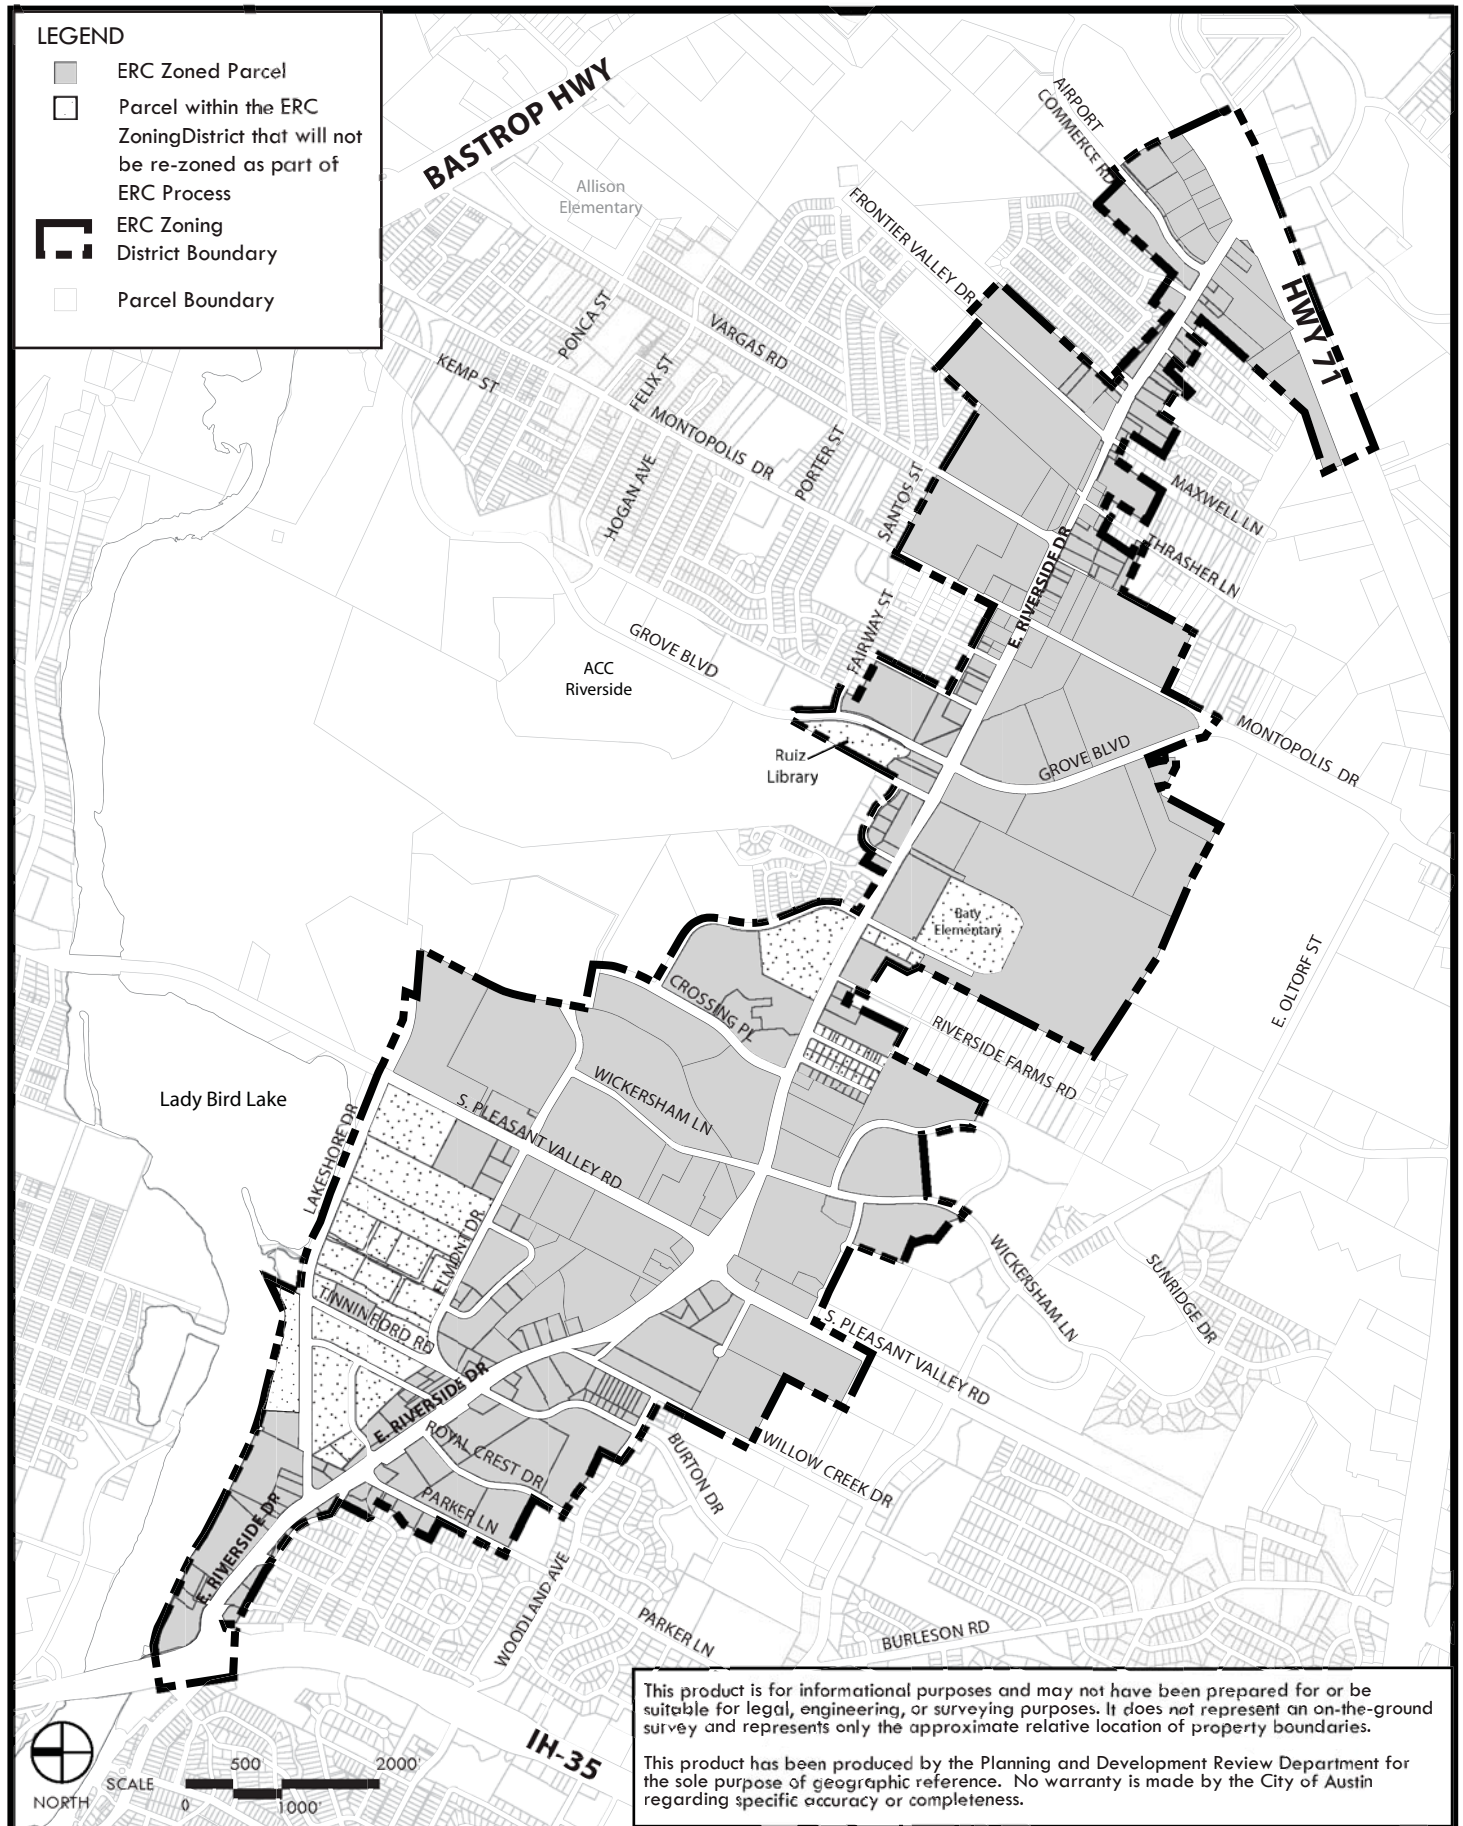 LEGEND
ERC Zoned Parcel
Parcel within the ERC
ZoningDistrict that will not
be re-zoned as part of
ERC Process
ERC Zoning
District Boundary
Parcel Boundary
BASTROP HWY
Allison
Elementary
AIRPORT
COMMERCE RD
FRONTIER VALLEY DR
HWY 71
PONCA ST
VARGAS RD
KEMP ST
FELIX ST
MONTOPOLIS DR
PORTER ST
HOGAN AVE
SANTOS ST
MAXWELL LN
THRASHER LN
E. RIVERSIDE DR
FAIRWAY ST
GROVE BLVD
ACC
Riverside
Ruiz
Library
GROVE BLVD
MONTOPOLIS DR
Baty
Elementary
E. OLTORF ST
CROSSING PL
RIVERSIDE FARMS RD
Lady Bird Lake
LAKESHORE DR
WICKERSHAM LN
S. PLEASANT VALLEY RD
ELMONT DR
TINNINFORD RD
WICKERSHAM LN
SUNRIDGE DR
S. PLEASANT VALLEY RD
E. RIVERSIDE DR
ROYAL CREST DR
PARKER LN
BURTON DR
WILLOW CREEK DR
E. RIVERSIDE DR
WOODLAND AVE
PARKER LN
BURLESON RD
IH-35
NORTH
SCALE
500
2000'
0
1000
This product is for informational purposes and may not have been prepared for or be
suitable for legal, engineering, or surveying purposes. It does not represent an on-the-ground
survey and represents only the approximate relative location of property boundaries.
This product has been produced by the Planning and Development Review Department for
the sole purpose of geographic reference. No warranty is made by the City of Austin
regarding specific accuracy or completeness.